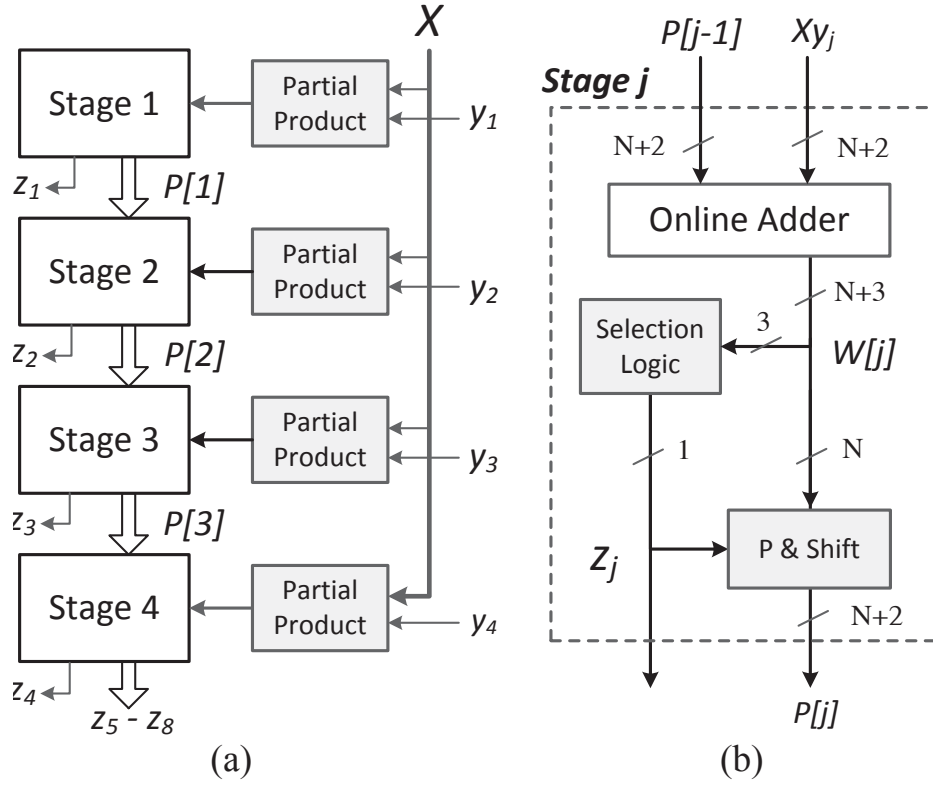 X
Stage 1
Partial
Product
y1
z1
P[1]
Stage 2
Partial
Product
y2
z2
P[2]
Stage 3
Partial
Product
y3
z3
P[3]
Stage 4
Partial
Product
y4
z4
z5 - z8
(a)
P[j-1]
Xyj
Stage j
N+2
N+2
Online Adder
N+3
Selection
Logic
3
W[j]
1
N
zj
P & Shift
N+2
P[j]
(b)